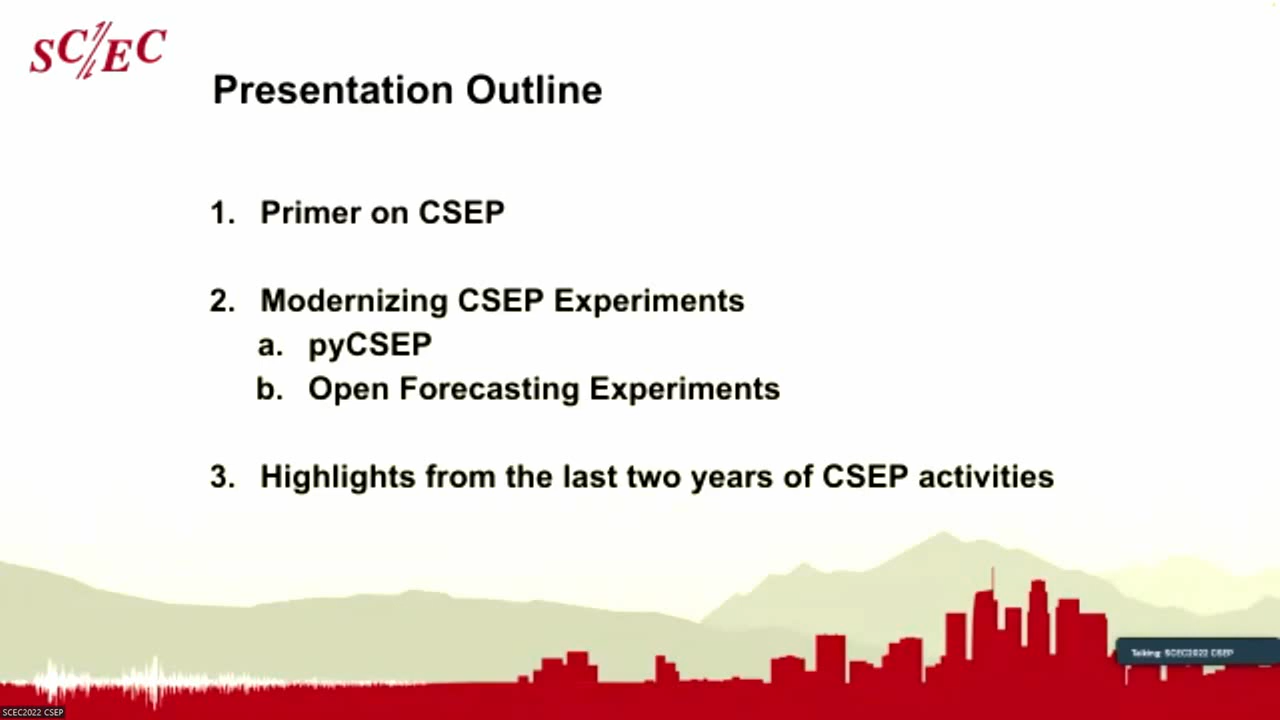 SCEC
Presentation Outline
1. Primer on CSEP
2. Modernizing CSEP Experiments
a. pyCSEP
b. Open Forecasting Experiments
3. Highlights from the last two years of CSEP activities
Talking: SCEC2022 CSEP
SCEC2022 CSEP